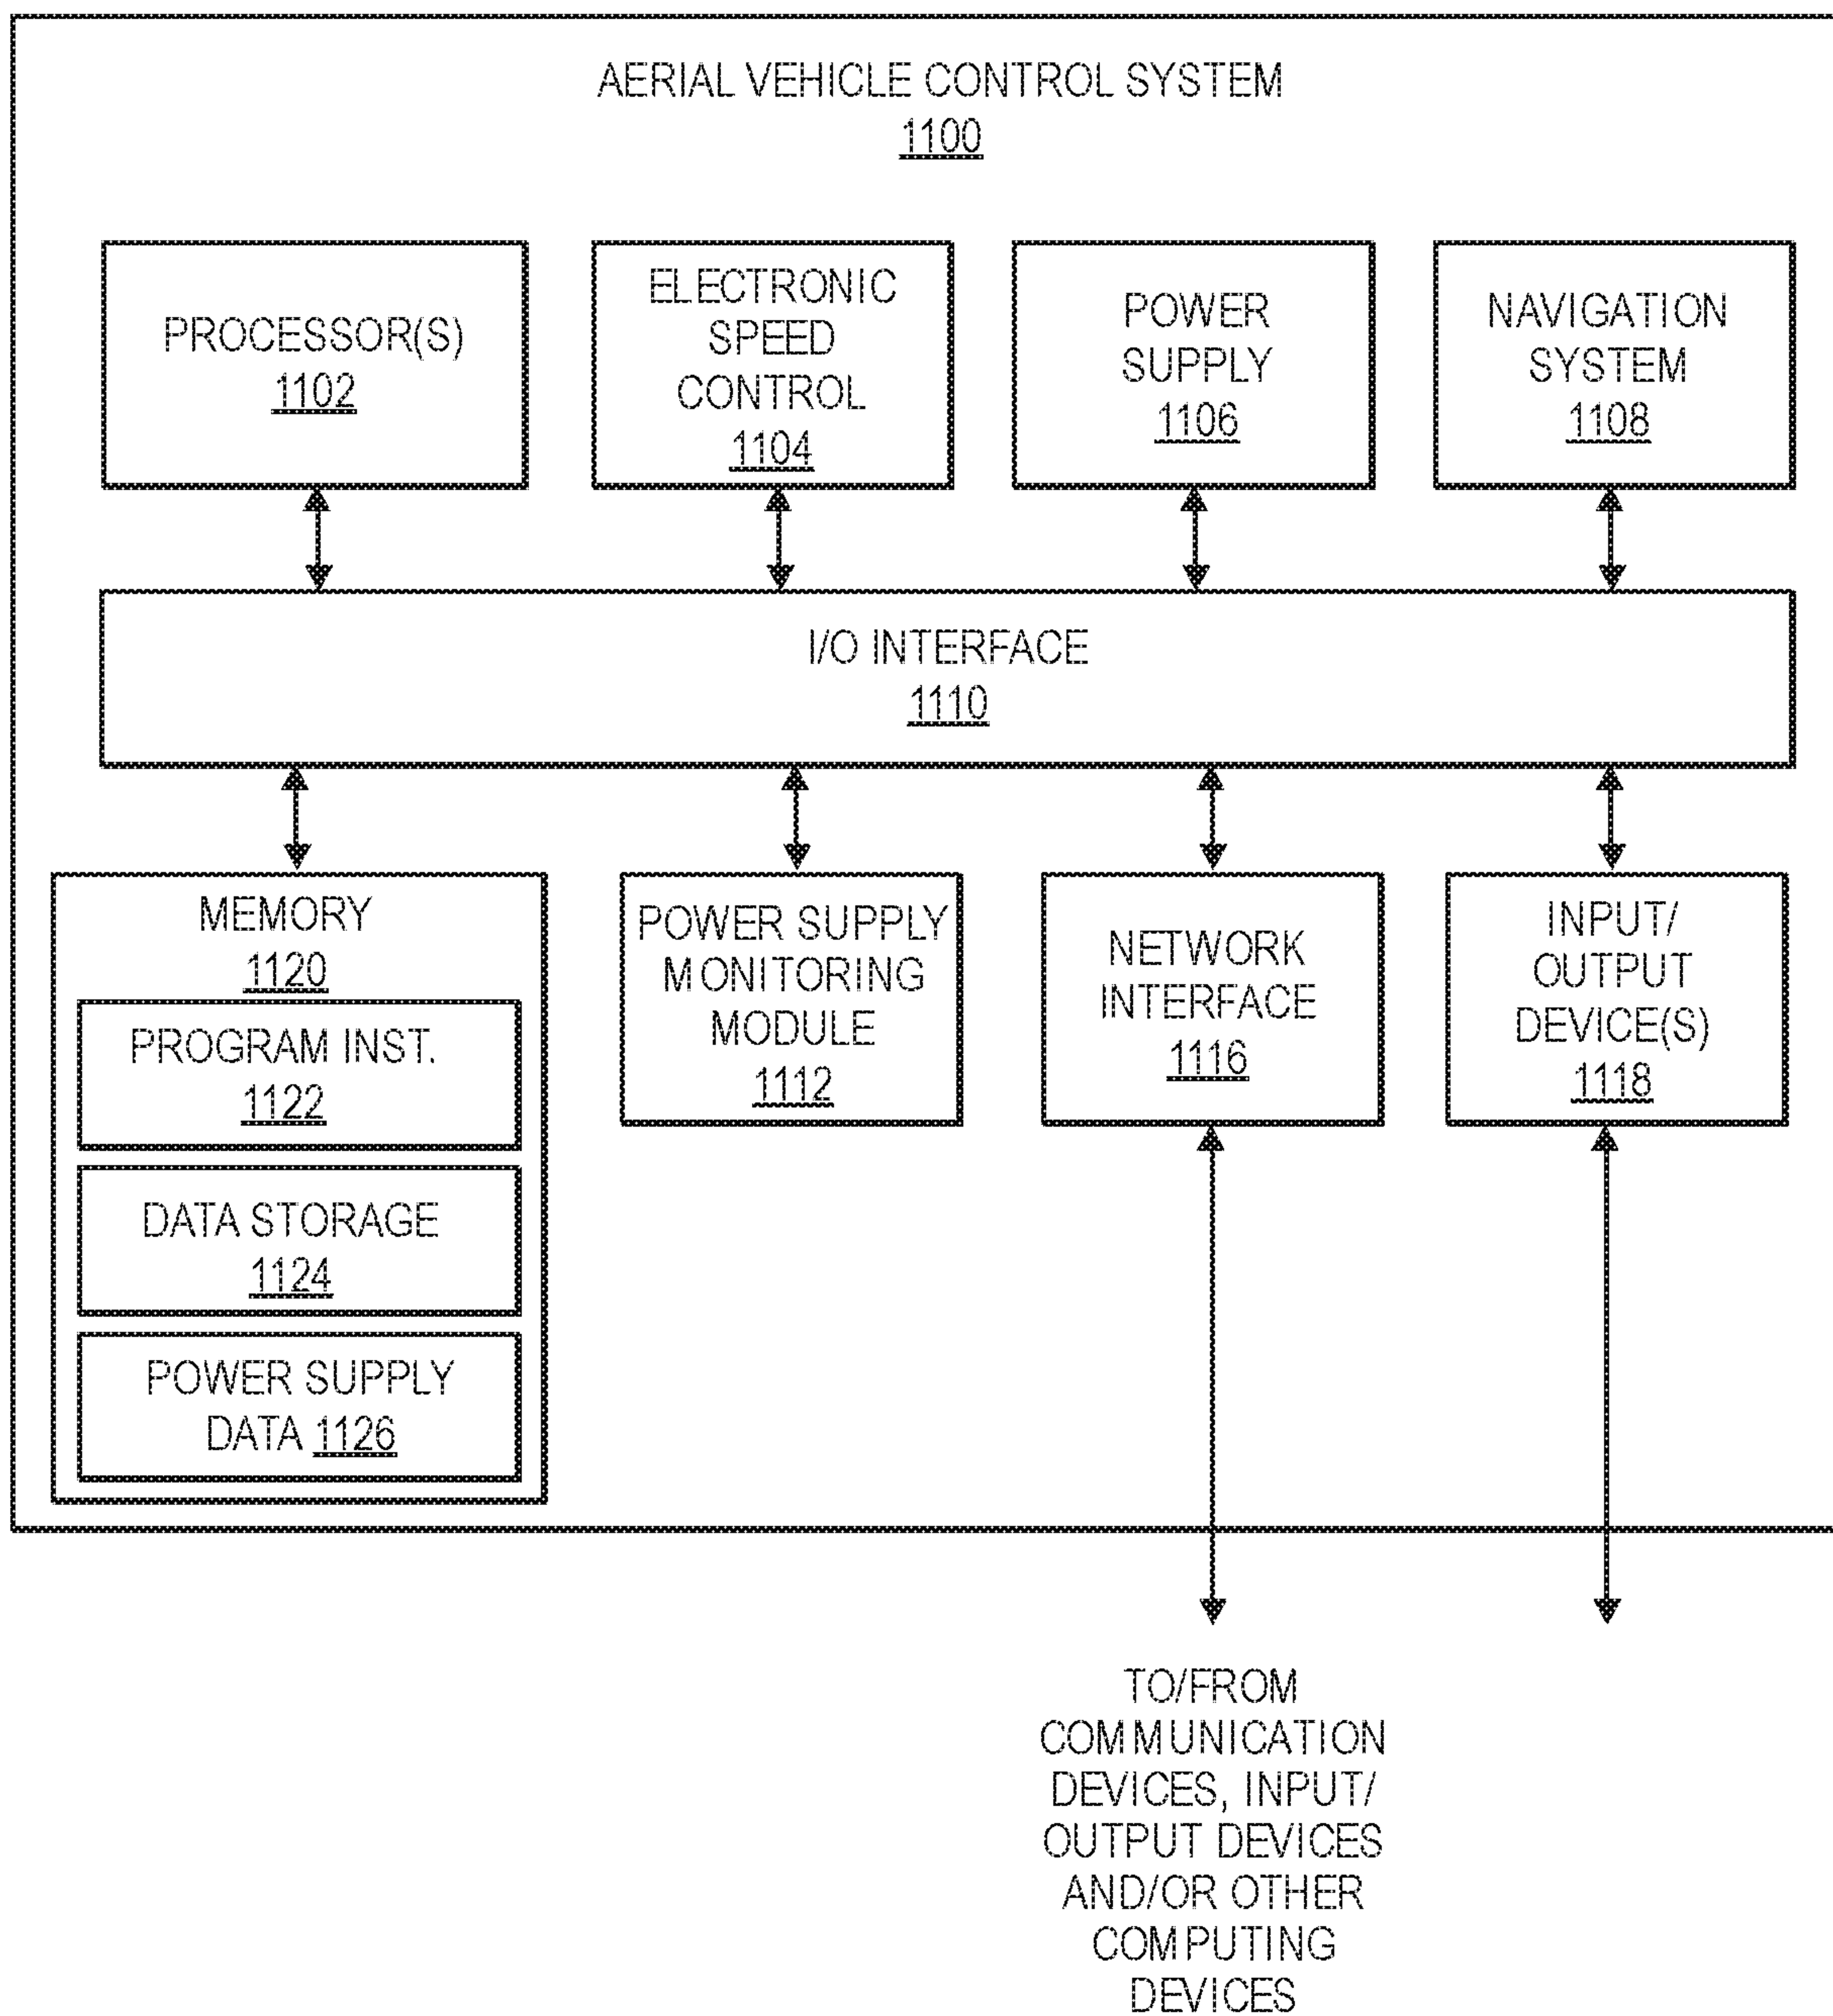 AERIAL VEHICLE CONTROL SYSTEM
1100
PROCESSOR(S)
1102
ELECTRONIC
SPEED
CONTROL
1104
POWER
SUPPLY
1106
NAVIGATION
SYSTEM
1108
I/O INTERFACE
1110
MEMORY
1120
PROGRAM INST.
1122
DATA STORAGE
1124
POWER SUPPLY
DATA 1126
POWER SUPPLY
MONITORING
MODULE
1112
NETWORK
INTERFACE
1116
INPUT/
OUTPUT
DEVICE(S)
1118
TO/FROM
COMMUNICATION
DEVICES, INPUT/
OUTPUT DEVICES
AND/OR OTHER
COMPUTING
DEVICES